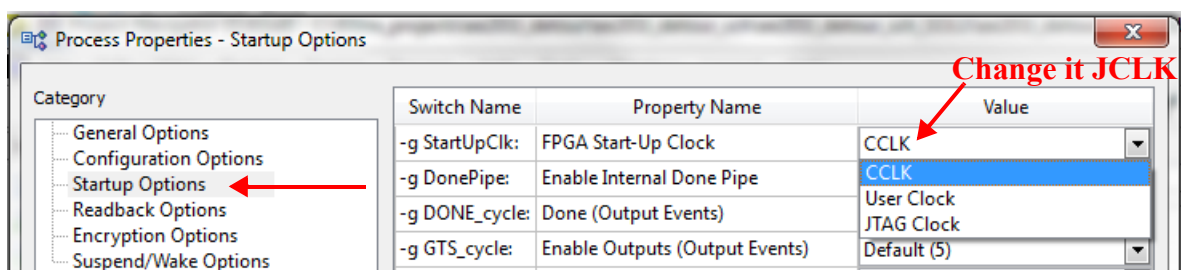 Process Properties - Startup Options
Change it JCLK
Category
General Options
Configuration Options
Startup Options
Readback Options
Encryption Options
Suspend/Wake Options
Switch Name Property Name Value
-g StartUpClk: FPGA Start-Up Clock CCLK
-g DonePipe: Enable Internal Done Pipe CCLK
User Clock
-g DONE_cycle: Done (Output Events) JTAG Clock
-g GTS_cycle: Enable Outputs (Output Events) Default (5)